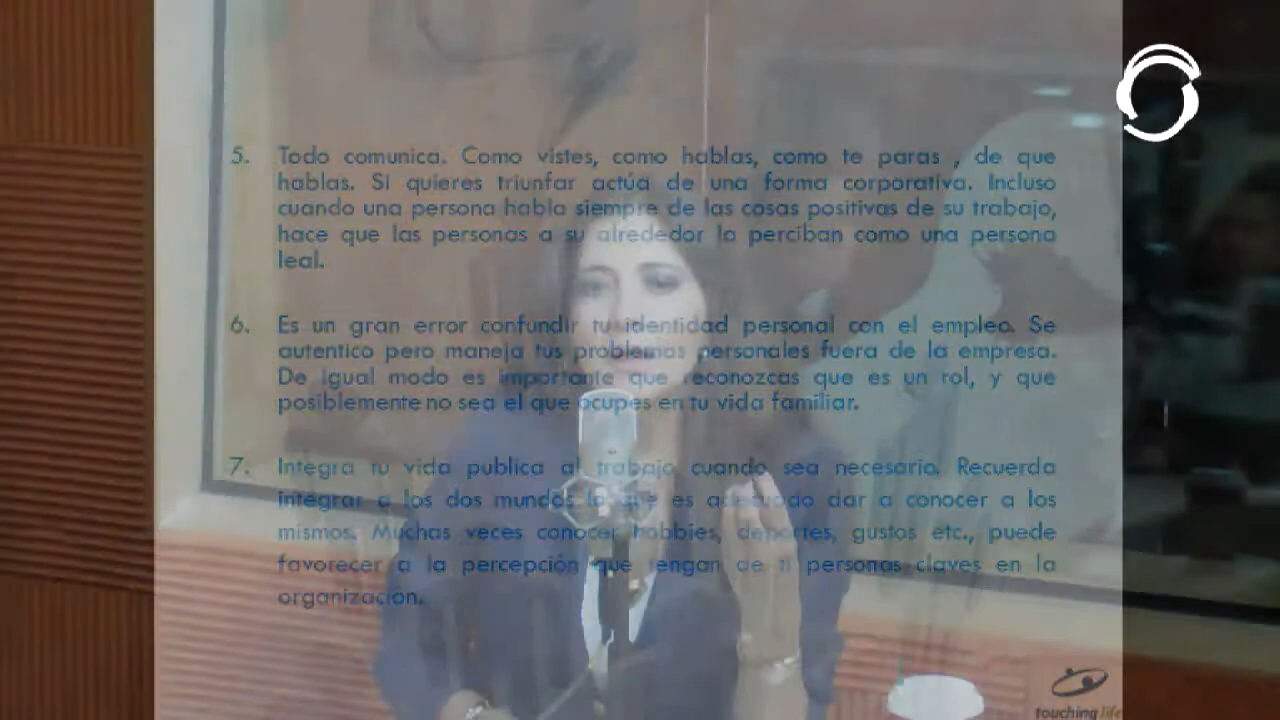 5. Todo comunica. Como vistes, como hablas, como te paras , de que
hablas. Si quieres triunfar actúa de una forma corporativa. Incluso
cuando una persona habla siempre de las cosas positivas de su trabajo,
hace que las personas a su alrededor la perciban como una persona
leal.
6. Es un gran error confundir tu identidad personal con el empleo. Se
autentico pero maneja tus problemas personales fuera de la empresa.
De igual modo es importante que reconozcas que es un rol, y que
posiblemente no sea el que ocupes en tu vida familiar.
7. Integra tu vida publica al trabajo cuando sea necesario. Recuerda
integrar a los dos mundos lo que es adecuado dar a conocer a los
mismos. Muchas veces conocer hobbies, deportes, gustos etc., puede
favorecer a la percepción que tengan de ti personas claves en la
organización.
touching life